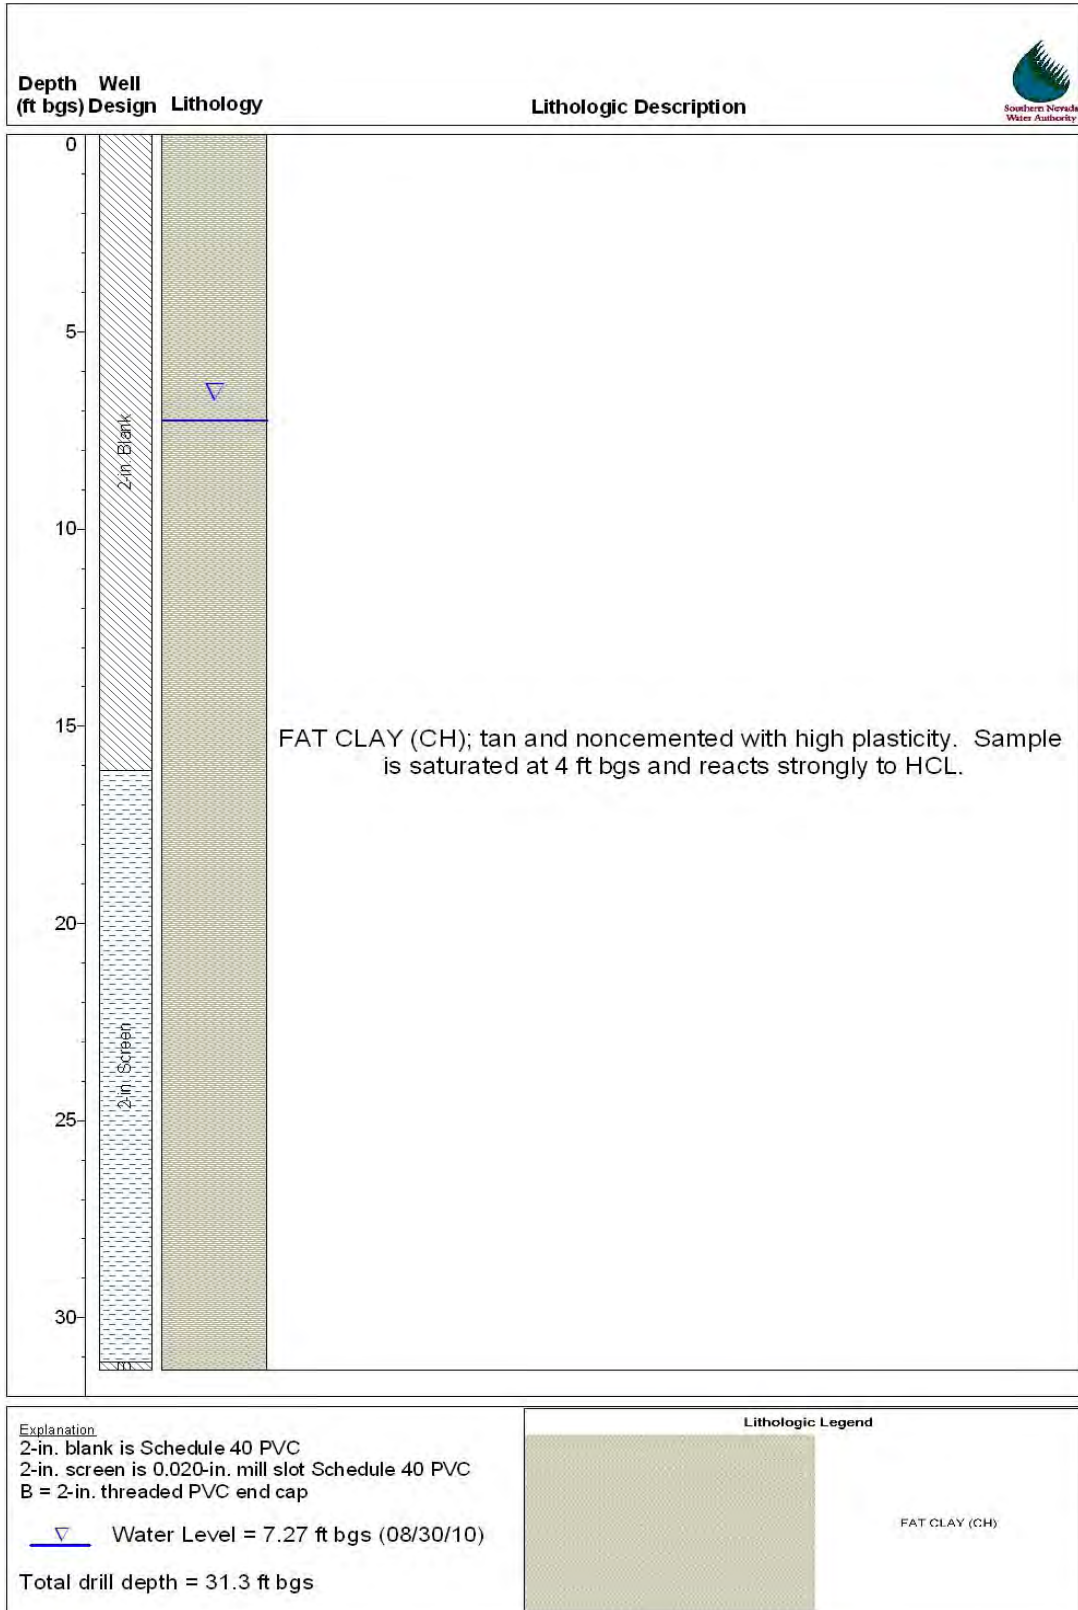 Depth Well
(ft bgs) Design Lithology
Lithologic Description
Southern Nevada
Water Authority
0
5
10
15
20
25
30
2-in. Blank
2-in. Screen
B
FAT CLAY (CH); tan and noncemented with high plasticity. Sample
is saturated at 4 ft bgs and reacts strongly to HCL.
Explanation
2-in. blank is Schedule 40 PVC
2-in. screen is 0.020-in. mill slot Schedule 40 PVC
B = 2-in. threaded PVC end cap
Water Level = 7.27 ft bgs (08/30/10)
Total drill depth = 31.3 ft bgs
Lithologic Legend
FAT CLAY (CH)